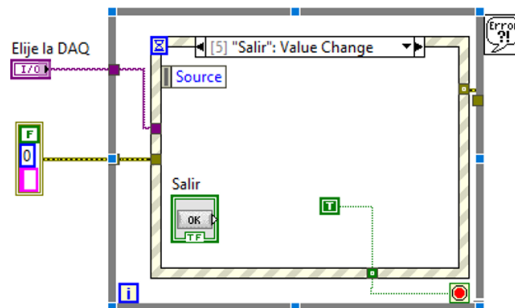 [5] "Salir": Value Change
Error
?!
Elije la DAQ
I/O
Source
F
0
Salir
OK
TF
T
i